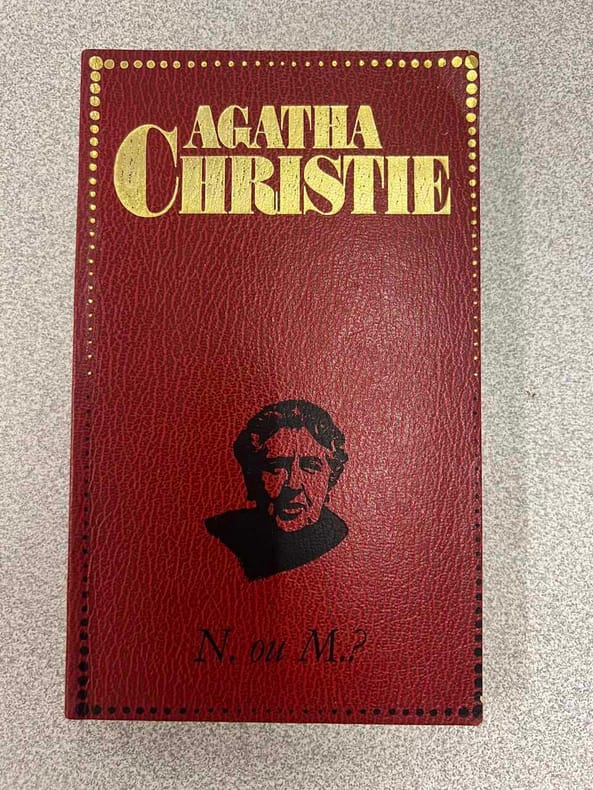 AGATHA
CHRISTIE
N. ou M..?